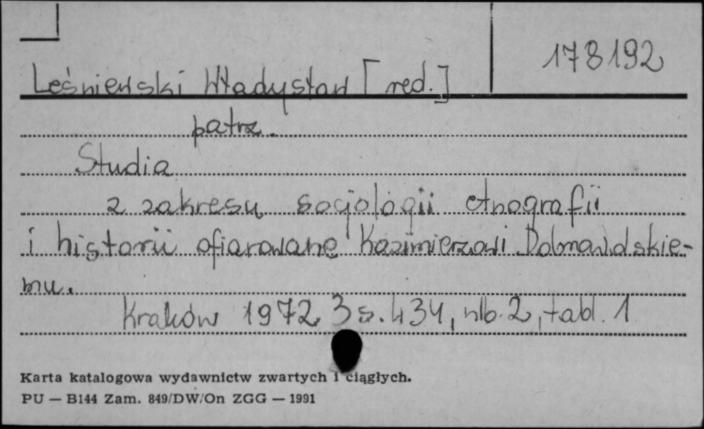 178192
Leśniewski Władysław [red.]
patrz.
Studia
z zakresu socjologii etnografii
i historii ofiarowane Kazimierzowi Dobrowolskie-
mu.
Kraków 1972 s. 434, nlb. 2, tabl. 1
Karta katalogowa wydawnictw zwartych i ciągłych.
PU — B144 Zam. 849/DW/On ZGG — 1991